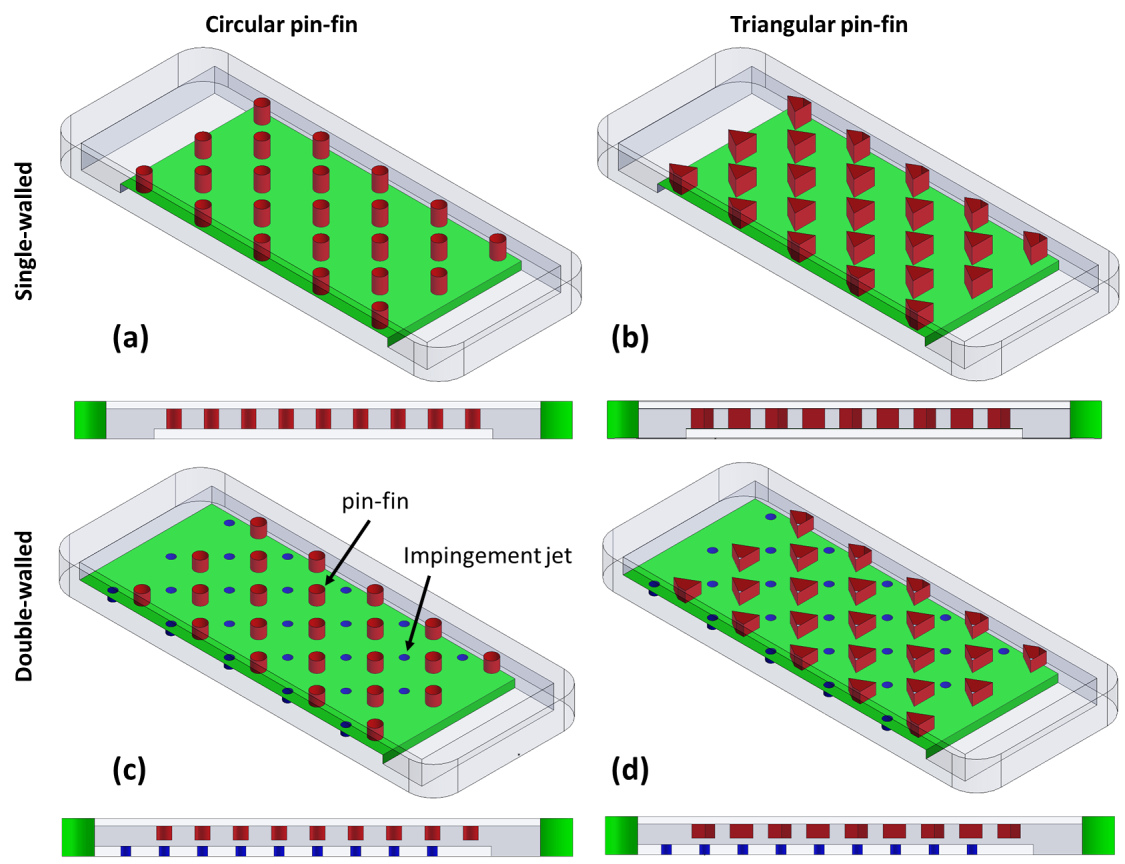 Circular pin-fin
Triangular pin-fin
Single-walled
(a)
(b)
Double-walled
pin-fin
Impingement jet
(c)
(d)